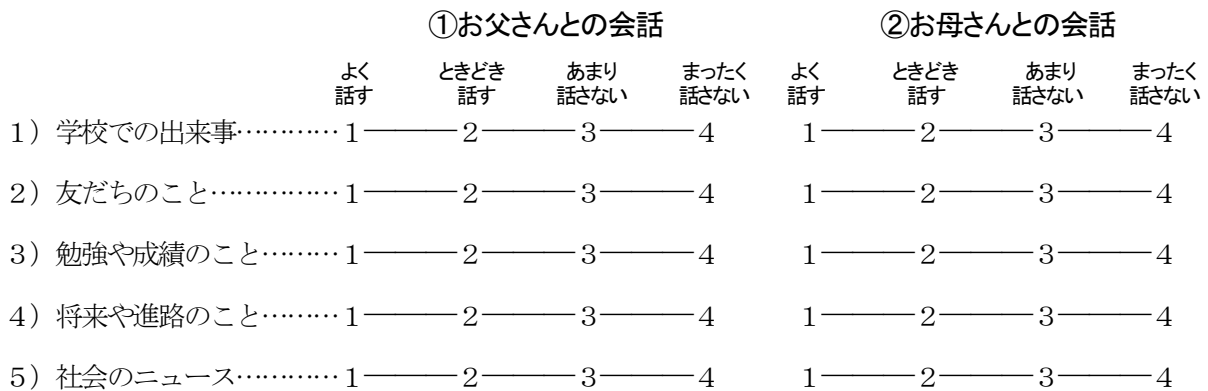 ①お父さんとの会話 ②お母さんとの会話
よく話す ときどき話す あまり話さない まったく話さない よく話す ときどき話す あまり話さない まったく話さない
1）学校での出来事…………1―――2―――3―――4 1―――2―――3―――4
2）友だちのこと……………1―――2―――3―――4 1―――2―――3―――4
3）勉強や成績のこと………1―――2―――3―――4 1―――2―――3―――4
4）将来や進路のこと………1―――2―――3―――4 1―――2―――3―――4
5）社会のニュース…………1―――2―――3―――4 1―――2―――3―――4